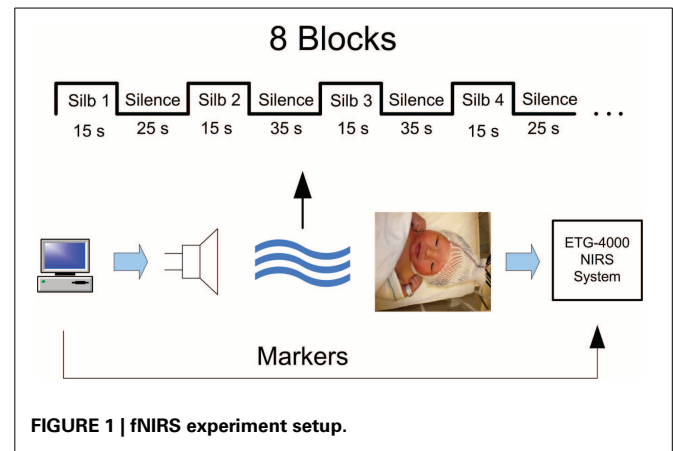 8 Blocks
Silb 1 Silence Silb 2 Silence Silb 3 Silence Silb 4 Silence ...
15 s 25 s 15 s 35 s 15 s 35 s 15 s 25 s
ETG-4000
NIRS
System
Markers
FIGURE 1 | fNIRS experiment setup.